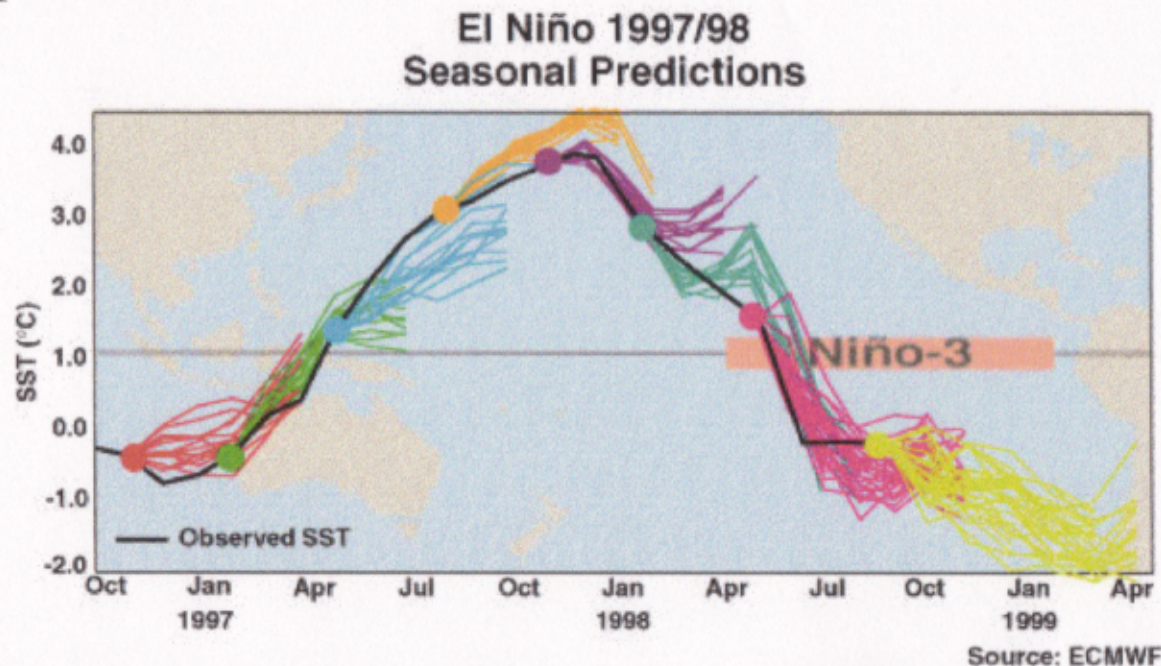 El Niño 1997/98
Seasonal Predictions
4.0
3.0
2.0
1.0
0.0
-1.0
-2.0
SST (°C)
Niño-3
Observed SST
Oct Jan Apr Jul Oct Jan Apr Jul Oct Jan Apr
1997 1998 1999
Source: ECMWF